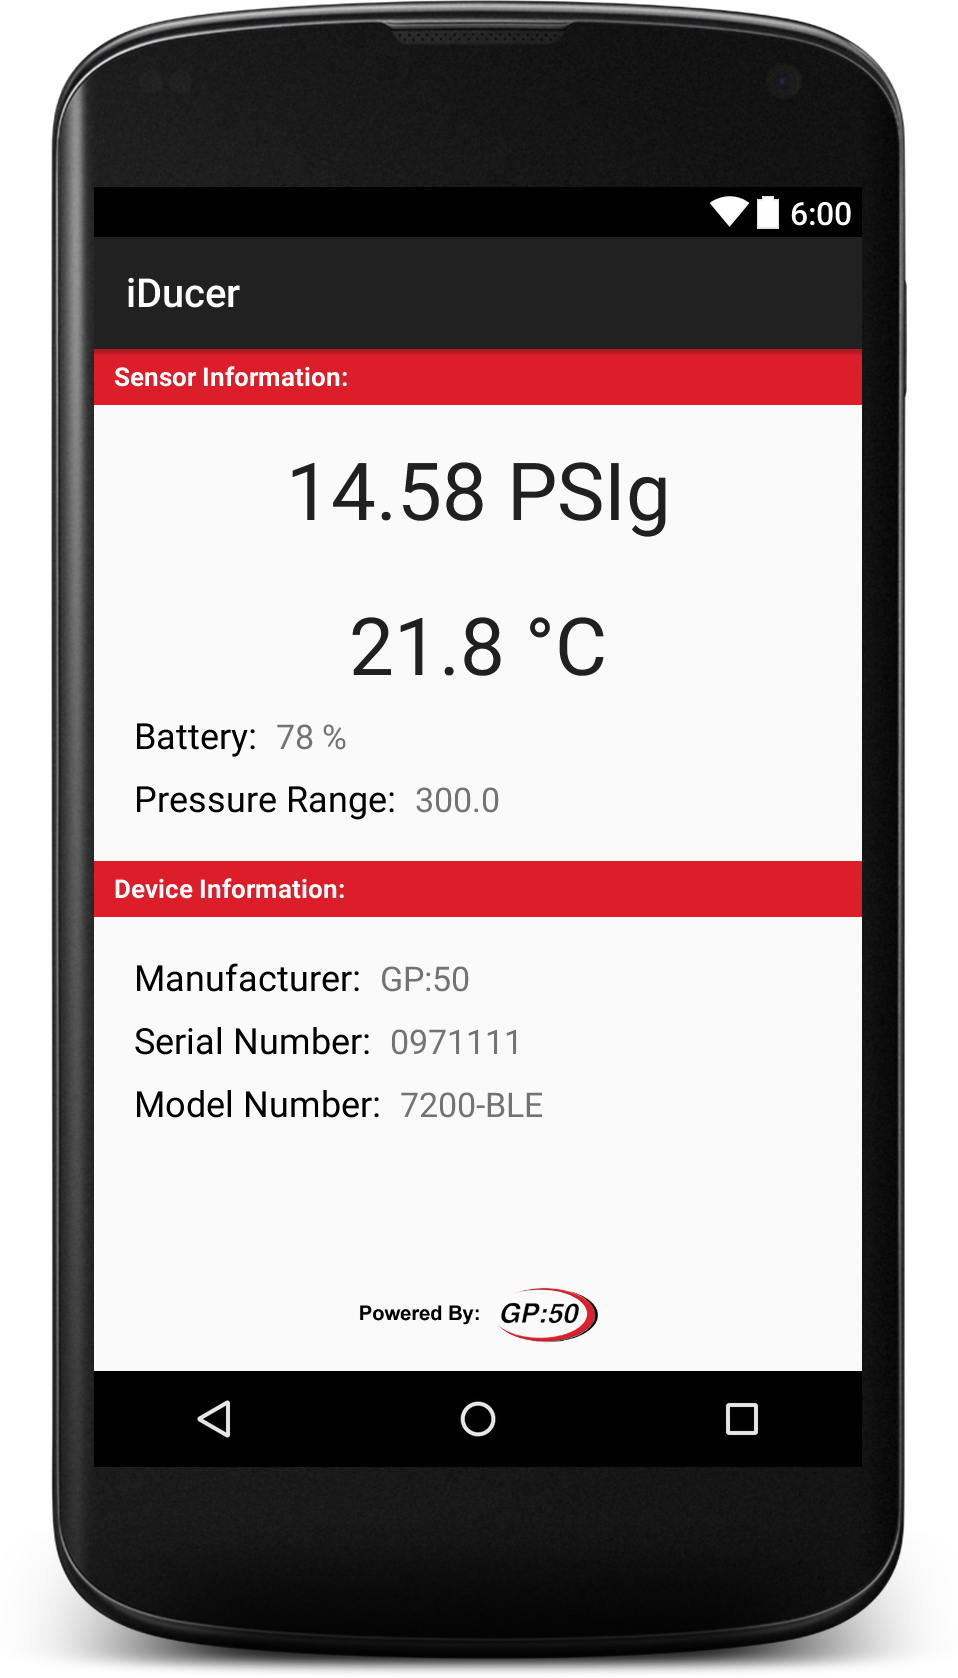 6:00
iDucer
Sensor Information:
14.58 PSIg
21.8 °C
Battery: 78 %
Pressure Range: 300.0
Device Information:
Manufacturer: GP:50
Serial Number: 0971111
Model Number: 7200-BLE
Powered By: GP:50